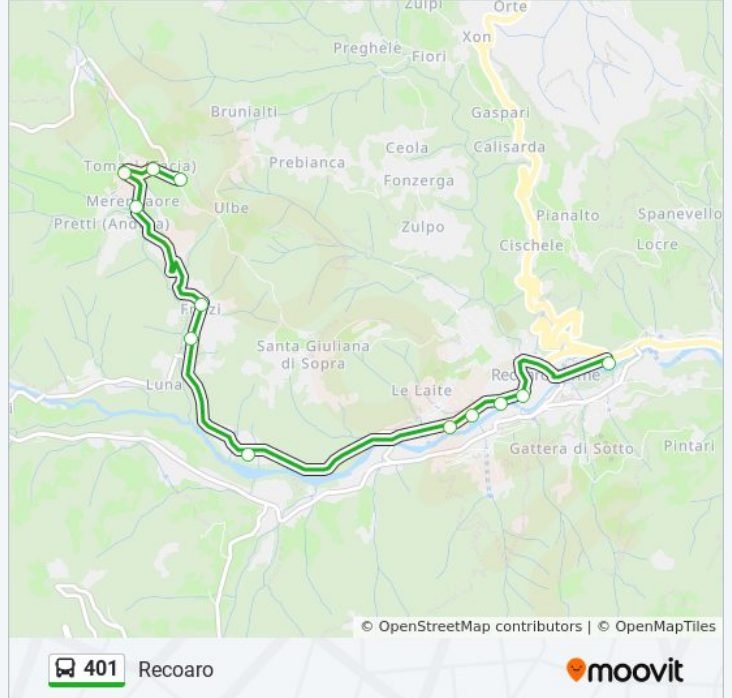 Zulpi
Orte
Xon
Preghele
Fiori
Brunialti
Gaspari
Ceola
Calisarda
Prebianca
Fonzerga
Ulbe
Pianalto
Spanevello
Zulpo
Pretti
Cischele
Locre
Santa Giuliana
di Sopra
Luna
Le Laite
Gattera di Sotto
Pintari
© OpenStreetMap contributors | © OpenMapTiles
401 Recoaro
moovit